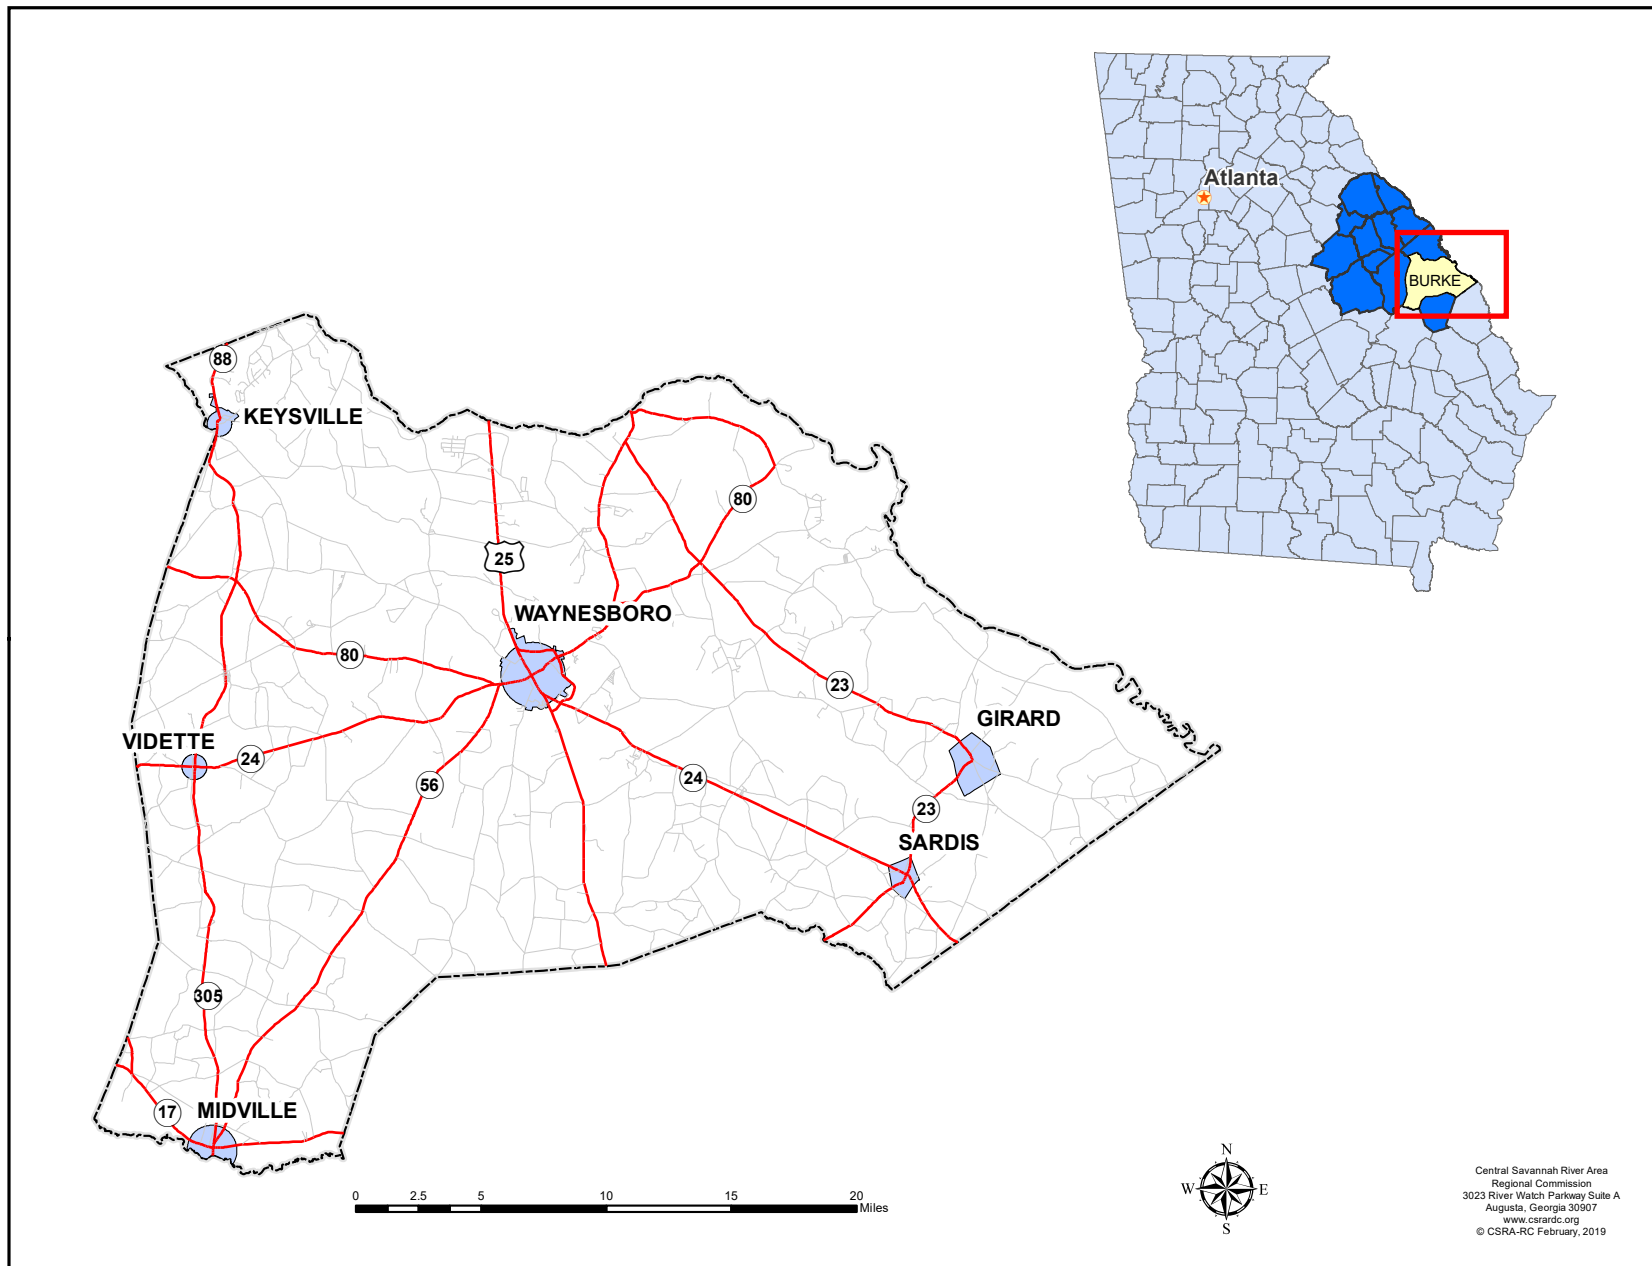 Atlanta
BURKE
88
KEYSVILLE
80
25
WAYNESBORO
80
23
GIRARD
VIDETTE
24
56
24
23
SARDIS
305
17
MIDVILLE
0 2.5 5 10 15 20
Miles
N
W E
S
Central Savannah River Area
Regional Commission
3023 River Watch Parkway Suite A
Augusta, Georgia 30907
www.csrardc.org
© CSRA-RC February, 2019